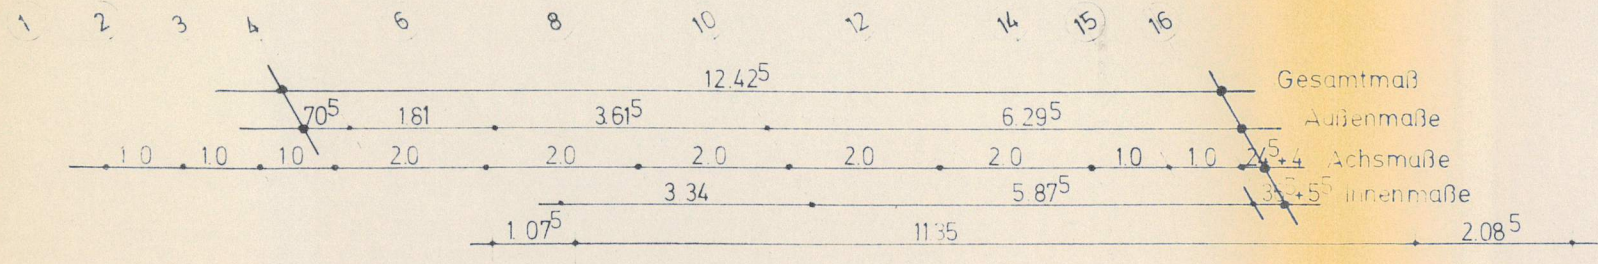 1 2 3 4 6 8 10 12 14 15 16
12.42⁵ Gesamtmaß
70⁵ 1.81 3.61⁵ 6.29⁵ Außenmaße
1.0 1.0 1.0 2.0 2.0 2.0 2.0 2.0 1.0 1.0 24⁵+4 Achsmaße
3.34 5.87⁵ Innenmaße
1.07⁵ 11.35 2.08⁵